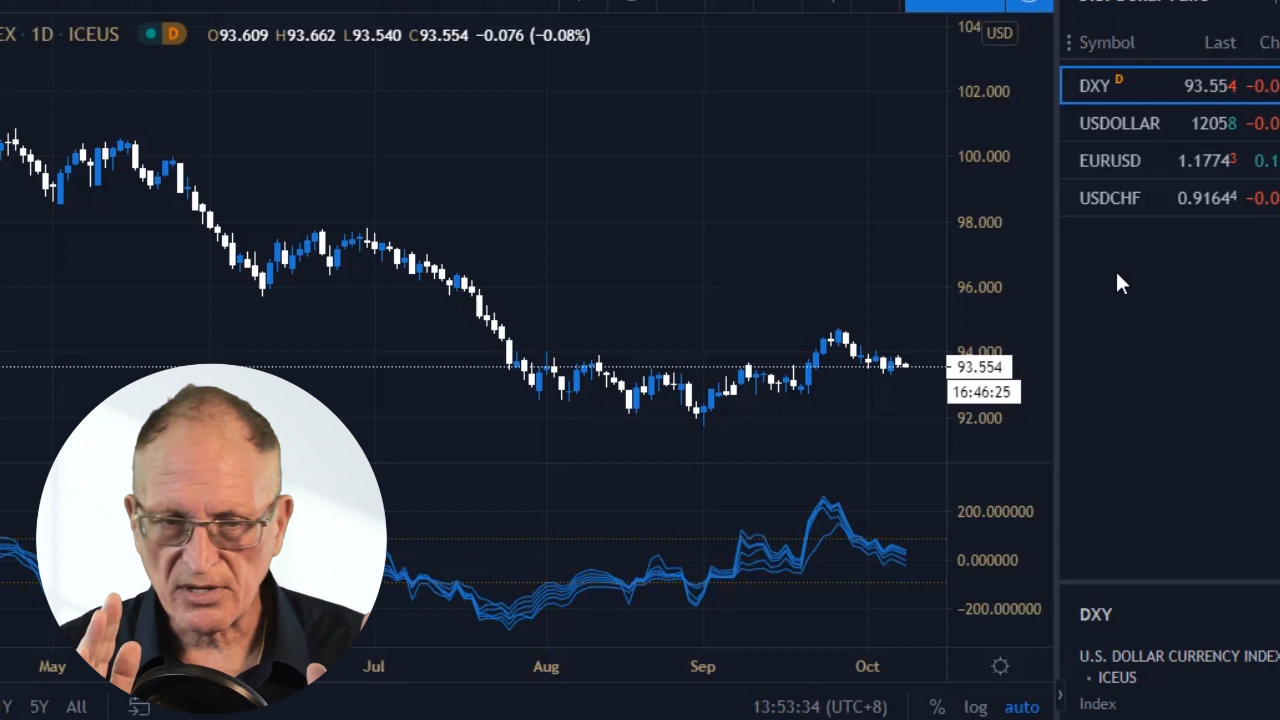 EX · 1D · ICEUS D O93.609 H93.662 L93.540 C93.554 −0.076 (−0.08%)
104
USD
102.000
100.000
98.000
96.000
94.000
93.554
16:46:25
92.000
200.000000
0.000000
−200.000000
May Jul Aug Sep Oct
Y 5Y All 13:53:34 (UTC+8) % log auto
Symbol Last Ch
DXY D 93.554 −0.0
USDOLLAR 12058 −0.0
EURUSD 1.17743 0.1
USDCHF 0.91644 −0.0
DXY
U.S. DOLLAR CURRENCY INDEX
• ICEUS
Index